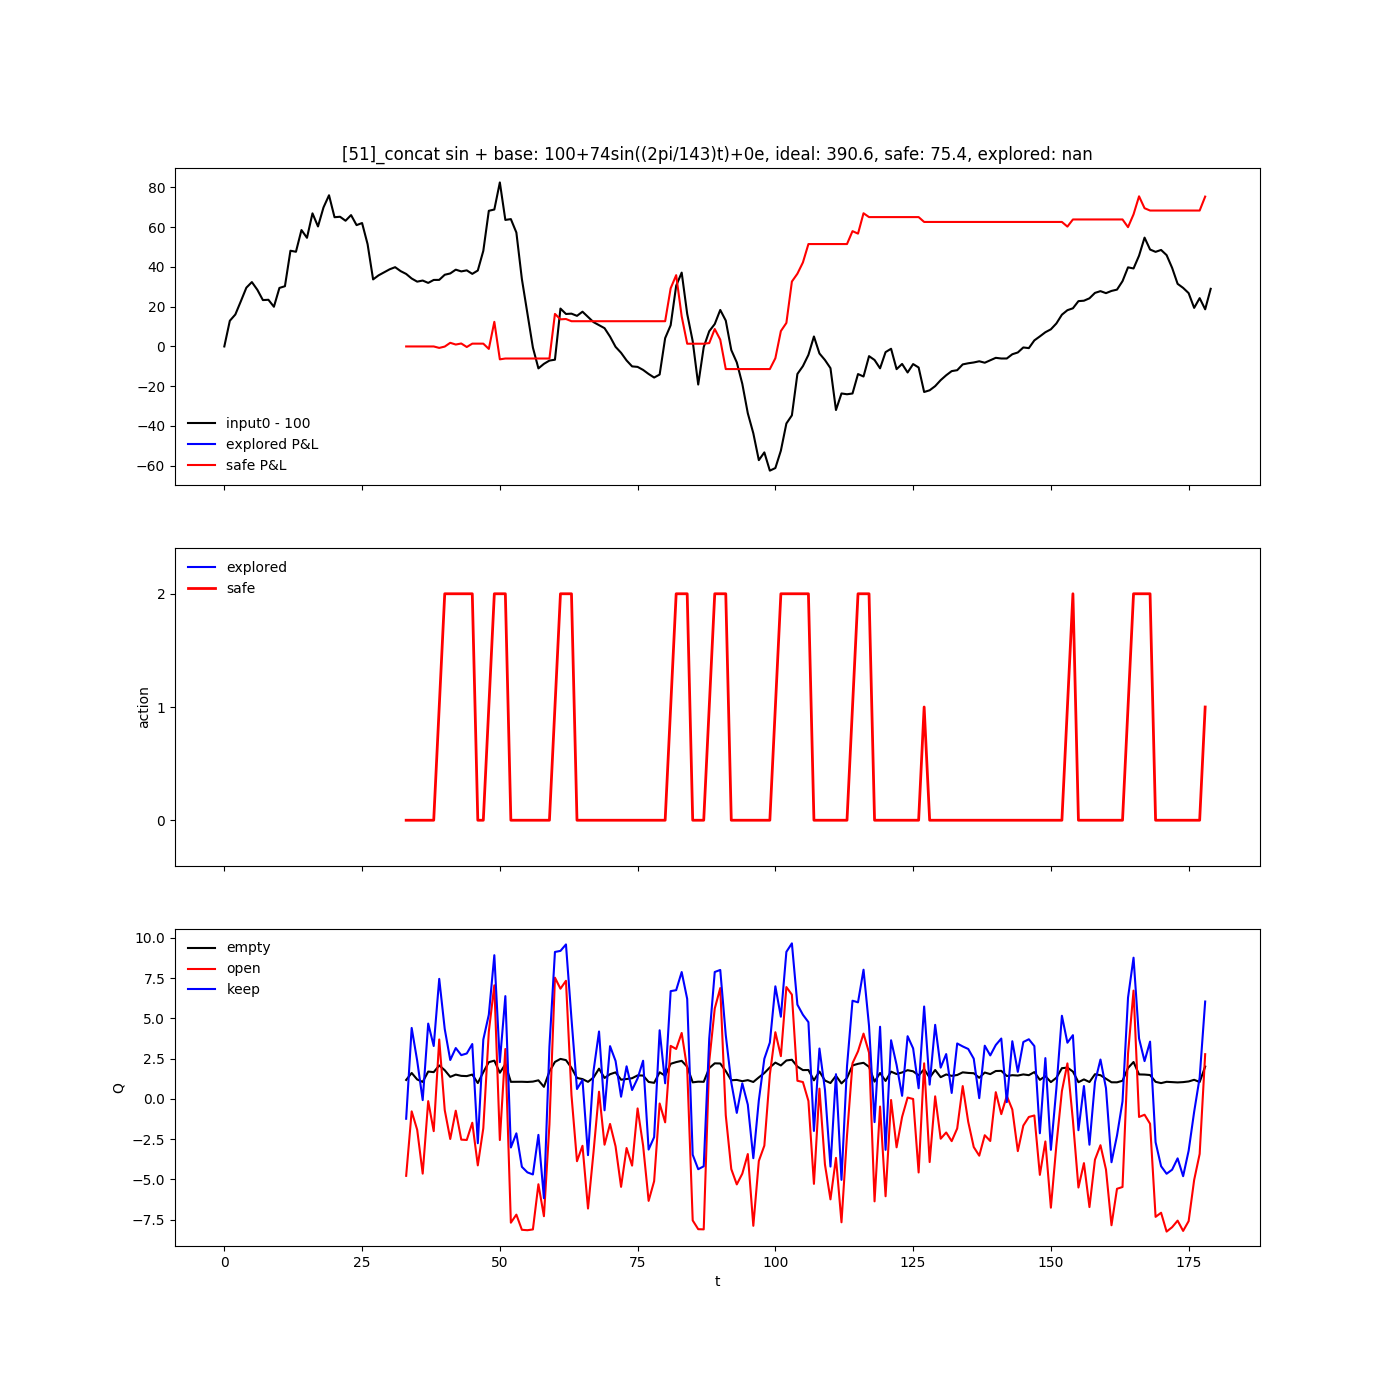 [51]_concat sin + base: 100+74sin((2pi/143)t)+0e, ideal: 390.6, safe: 75.4, explored: nan
80
60
40
20
0
−20
−40
−60
input0 - 100
explored P&L
safe P&L
explored
safe
2
1
0
action
empty
open
keep
10.0
7.5
5.0
2.5
0.0
−2.5
−5.0
−7.5
Q
0 25 50 75 100 125 150 175
t